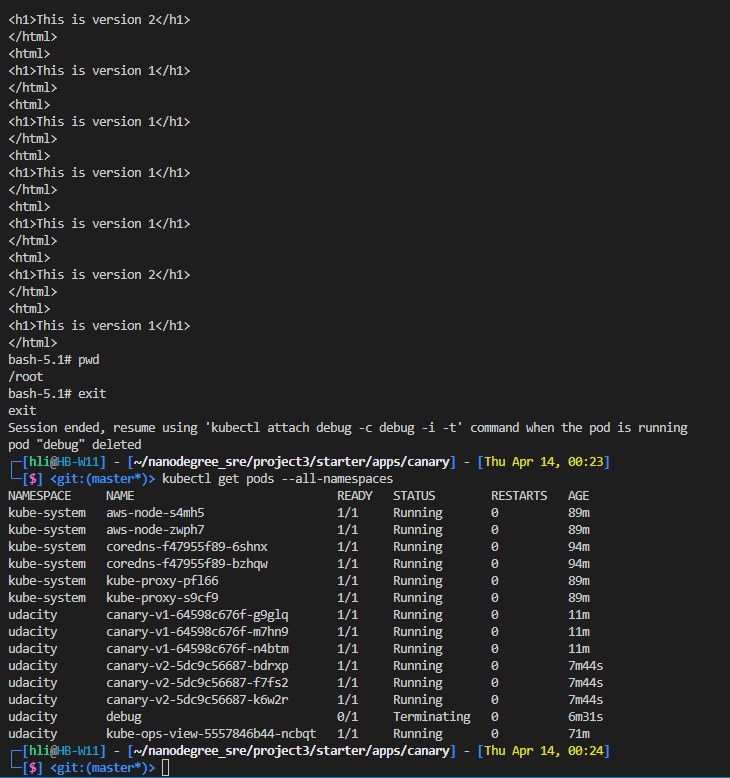 <h1>This is version 2</h1>
</html>
<html>
<h1>This is version 1</h1>
</html>
<html>
<h1>This is version 1</h1>
</html>
<html>
<h1>This is version 1</h1>
</html>
<html>
<h1>This is version 1</h1>
</html>
<html>
<h1>This is version 2</h1>
</html>
<html>
<h1>This is version 1</h1>
</html>
bash-5.1# pwd
/root
bash-5.1# exit
exit
Session ended, resume using 'kubectl attach debug -c debug -i -t' command when the pod is running
pod "debug" deleted
┌─[hli@HB-W11] - [~/nanodegree_sre/project3/starter/apps/canary] - [Thu Apr 14, 00:23]
└─[$] <git:(master*)> kubectl get pods --all-namespaces
NAMESPACE     NAME                             READY   STATUS        RESTARTS   AGE
kube-system   aws-node-s4mh5                   1/1     Running       0          89m
kube-system   aws-node-zwph7                   1/1     Running       0          89m
kube-system   coredns-f47955f89-6shnx          1/1     Running       0          94m
kube-system   coredns-f47955f89-bzhqw          1/1     Running       0          94m
kube-system   kube-proxy-pfl66                 1/1     Running       0          89m
kube-system   kube-proxy-s9cf9                 1/1     Running       0          89m
udacity       canary-v1-64598c676f-g9glq       1/1     Running       0          11m
udacity       canary-v1-64598c676f-m7hn9       1/1     Running       0          11m
udacity       canary-v1-64598c676f-n4btm       1/1     Running       0          11m
udacity       canary-v2-5dc9c56687-bdrxp       1/1     Running       0          7m44s
udacity       canary-v2-5dc9c56687-f7fs2       1/1     Running       0          7m44s
udacity       canary-v2-5dc9c56687-k6w2r       1/1     Running       0          7m44s
udacity       debug                            0/1     Terminating   0          6m31s
udacity       kube-ops-view-5557846b44-ncbqt   1/1     Running       0          71m
┌─[hli@HB-W11] - [~/nanodegree_sre/project3/starter/apps/canary] - [Thu Apr 14, 00:24]
└─[$] <git:(master*)>